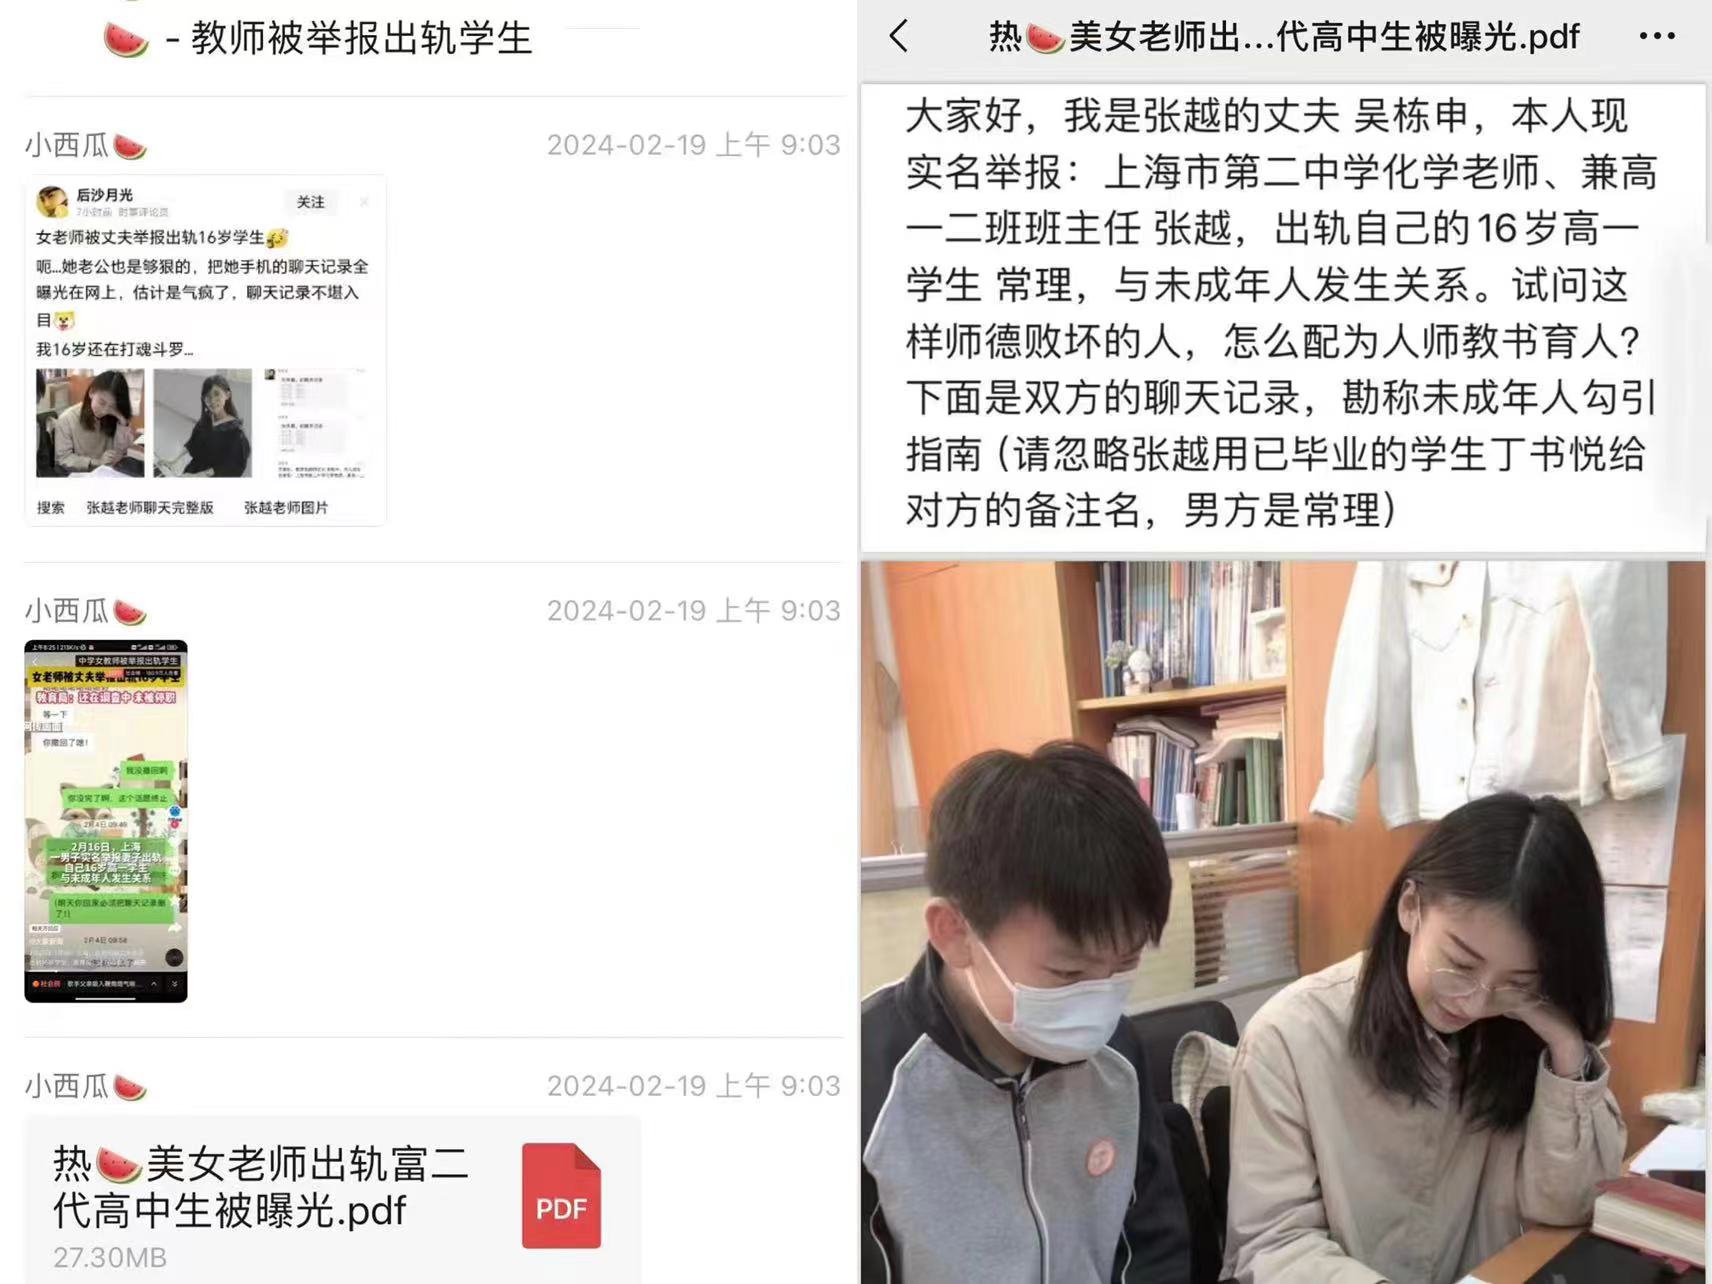 🍉 - 教师被举报出轨学生
小西瓜🍉 2024-02-19 上午 9:03
后沙月光
7小时前 时事评论员
关注
女老师被丈夫举报出轨16岁学生
呃...她老公也是够狠的，把她手机的聊天记录全
曝光在网上，估计是气疯了，聊天记录不堪入
目
我16岁还在打魂斗罗...
搜索 张越老师聊天完整版 张越老师图片
小西瓜🍉 2024-02-19 上午 9:03
中学女教师被举报出轨学生
女老师被丈夫举报出轨16岁学生
教育局：还在调查中 未被停职
等一下
你撤回了啥！
我没撤回啊
你没完了啊，这个话题终止
2月4日 09:46
2月16日，上海
一男子实名举报妻子出轨
自己16岁高一学生
与未成年人发生关系
(明天你回家必须把聊天记录删
了!)
2月4日 09:58
小西瓜🍉 2024-02-19 上午 9:03
热🍉美女老师出轨富二
代高中生被曝光.pdf
27.30MB
PDF
热🍉美女老师出...代高中生被曝光.pdf
大家好，我是张越的丈夫 吴栋申，本人现
实名举报：上海市第二中学化学老师、兼高
一二班班主任 张越，出轨自己的16岁高一
学生 常理，与未成年人发生关系。试问这
样师德败坏的人，怎么配为人师教书育人？
下面是双方的聊天记录，勘称未成年人勾引
指南（请忽略张越用已毕业的学生丁书悦给
对方的备注名，男方是常理）